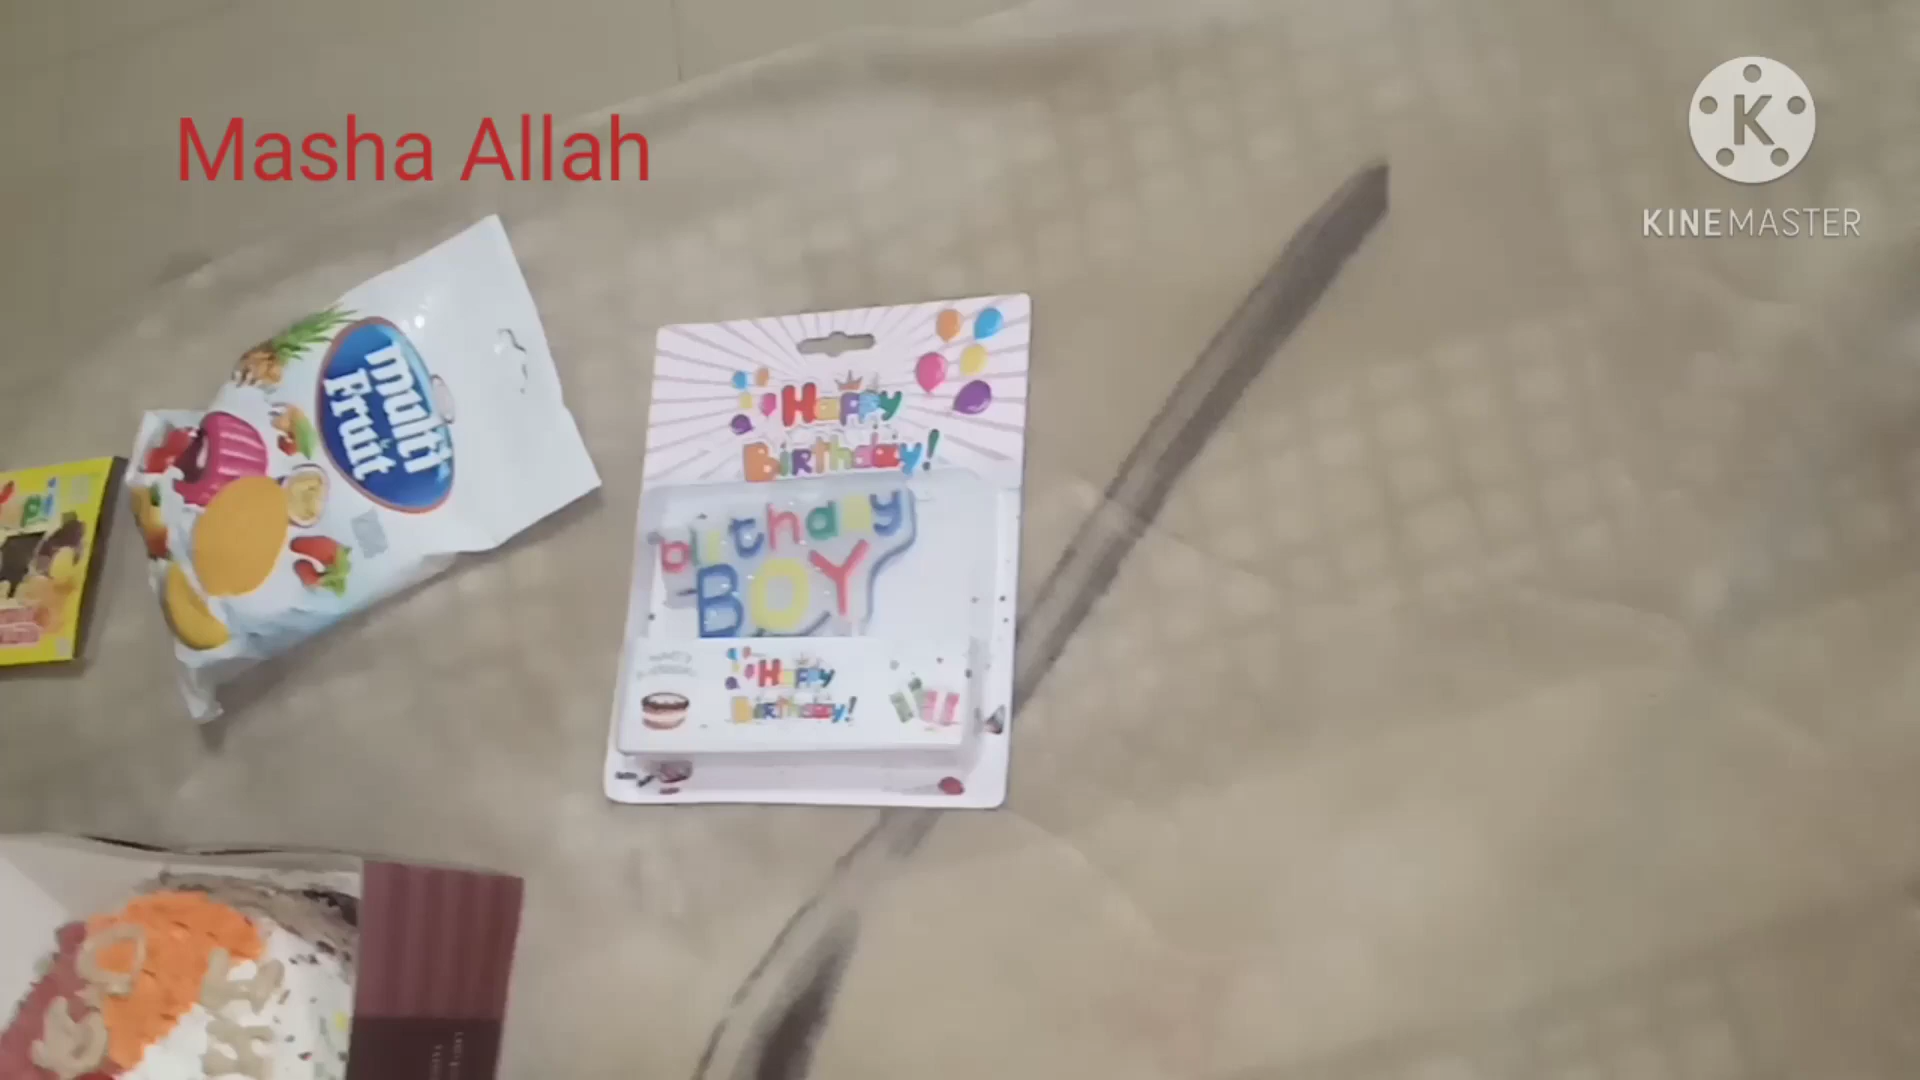 Masha Allah
K
KINEMASTER
multi
Fruit
Happy
Birthday!
birthday
BOY
Happy
Birthday!